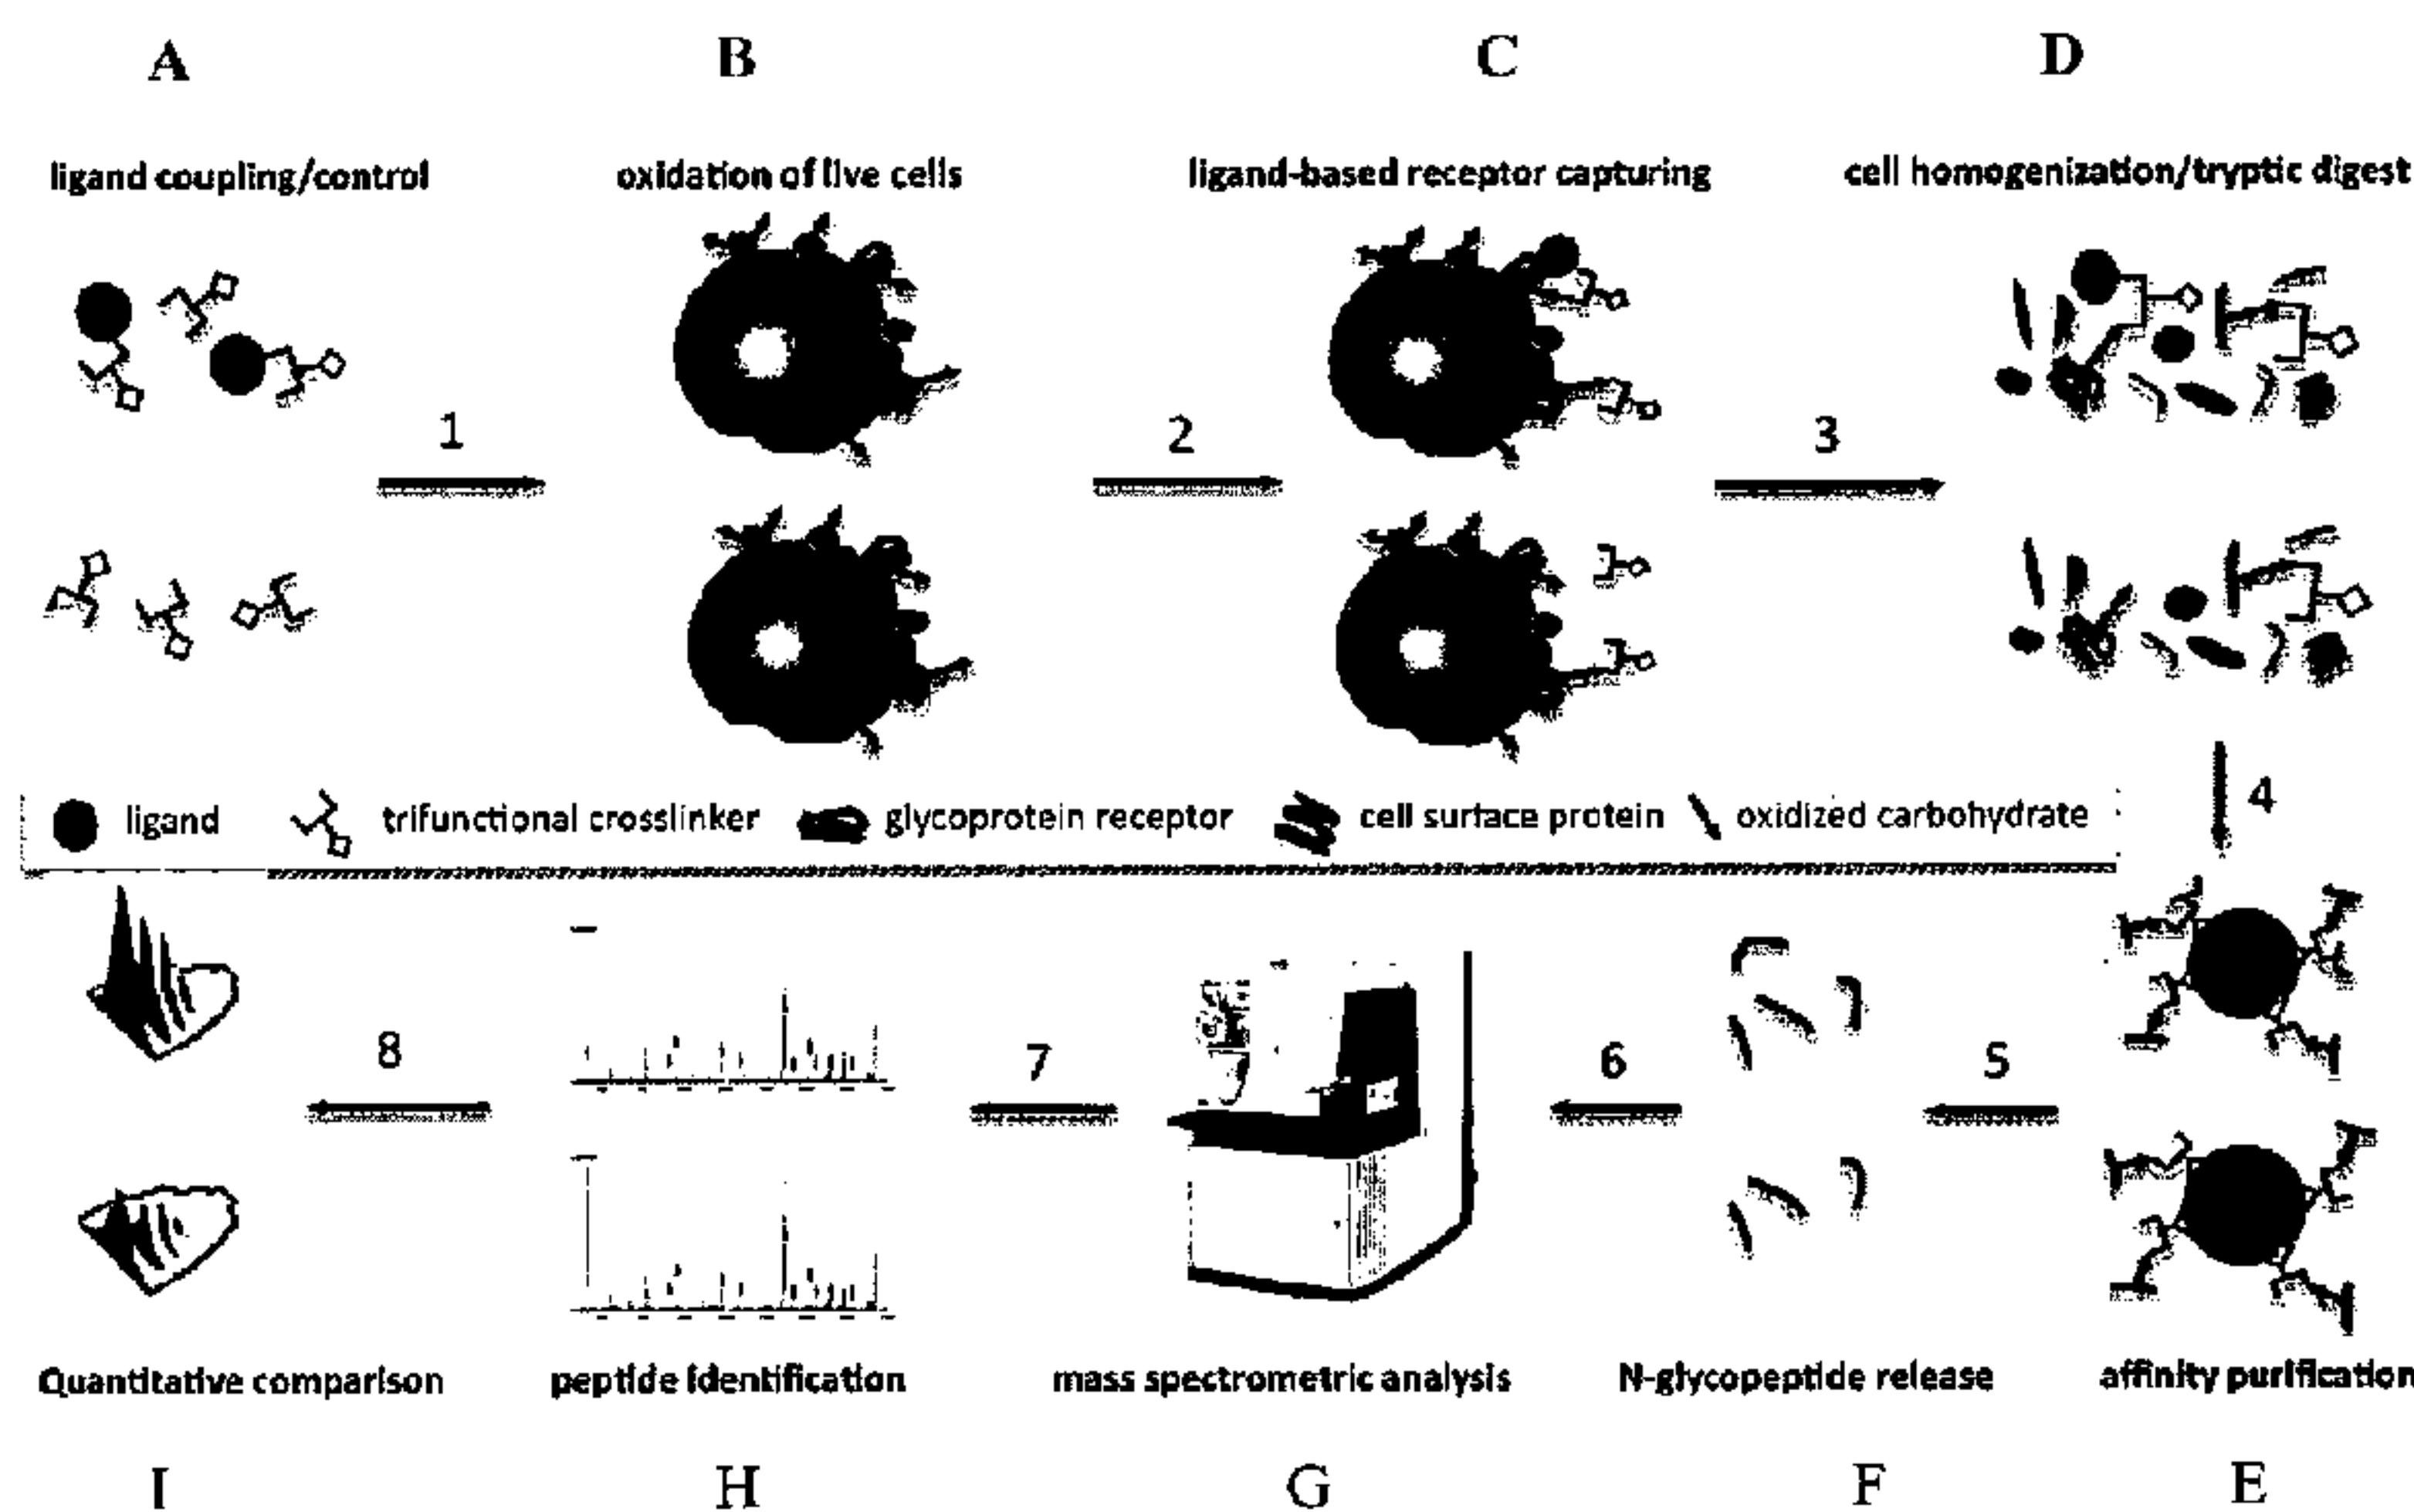 A B C D
ligand coupling/control oxidation of live cells ligand-based receptor capturing cell homogenization/tryptic digest
1 2 3
ligand trifunctional crosslinker glycoprotein receptor cell surface protein oxidized carbohydrate 4
8 7 6 5
Quantitative comparison peptide identification mass spectrometric analysis N-glycopeptide release affinity purification
I H G F E